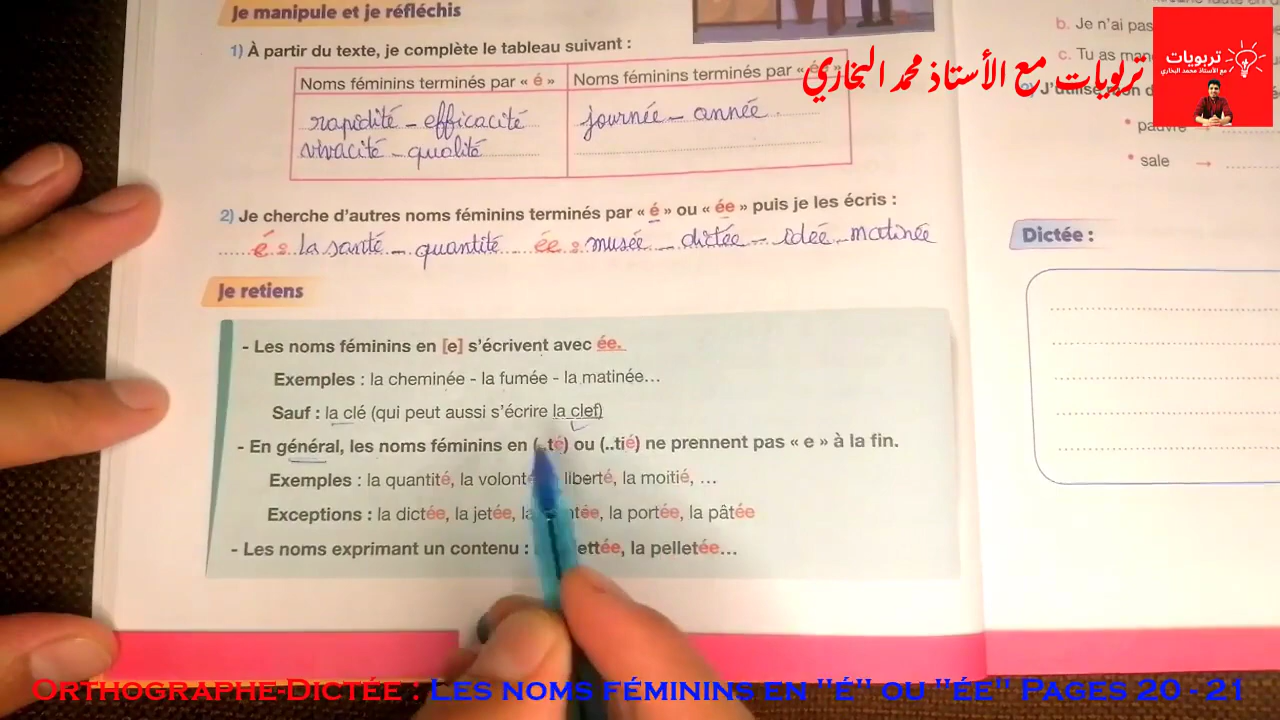 Je manipule et je réfléchis
1) À partir du texte, je complète le tableau suivant :
Noms féminins terminés par « é »
Noms féminins terminés par «
rapidité - efficacité
vivacité - qualité
journée - année
2) Je cherche d'autres noms féminins terminés par « é » ou « ée » puis je les écris :
é : la santé - quantité ée : musée - dictée - idée - matinée
Je retiens
- Les noms féminins en [e] s'écrivent avec ée.
Exemples : la cheminée - la fumée - la matinée…
Sauf : la clé (qui peut aussi s'écrire la clef)
- En général, les noms féminins en (..té) ou (..tié) ne prennent pas « e » à la fin.
Exemples : la quantité, la volont liberté, la moitié, …
Exceptions : la dictée, la jetée, la portée, la pâtée
- Les noms exprimant un contenu : ettée, la pelletée…
b. Je n'ai pas
c. Tu as
J'utilise
• pauvre →
• sale →
Dictée :
تربويات مع الأستاذ محمد البخاري
تربويات
مع الأستاذ محمد البخاري
Orthographe-Dictée : Les noms féminins en "é" ou "ée" Pages 20 - 21